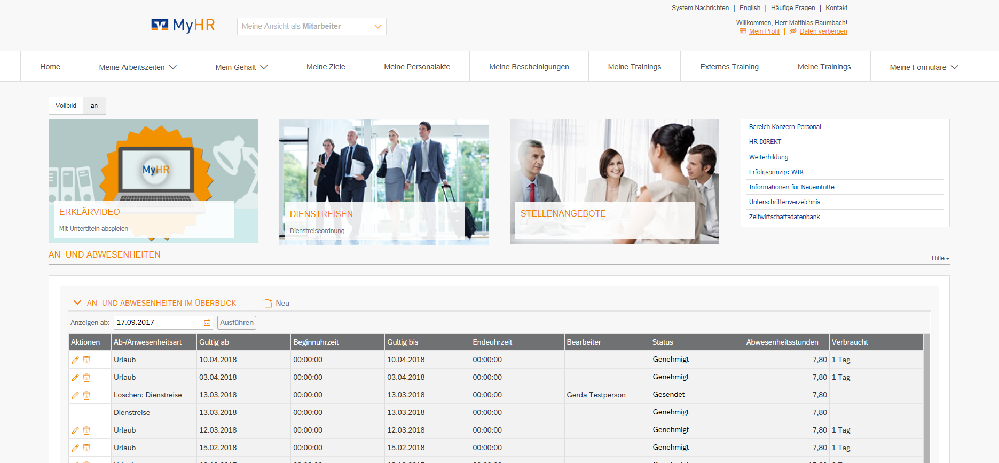 System Nachrichten | English | Häufige Fragen | Kontakt
MyHR
Meine Ansicht als Mitarbeiter
Willkommen, Herr Matthias Baumbach!
Mein Profil | Daten verbergen
Home
Meine Arbeitszeiten
Mein Gehalt
Meine Ziele
Meine Personalakte
Meine Bescheinigungen
Meine Trainings
Externes Training
Meine Trainings
Meine Formulare
Vollbild an
MyHR
ERKLÄRVIDEO
Mit Untertiteln abspielen
DIENSTREISEN
Dienstreiseordnung
STELLENANGEBOTE
Bereich Konzern-Personal
HR DIREKT
Weiterbildung
Erfolgsprinzip: WIR
Informationen für Neueintritte
Unterschriftenverzeichnis
Zeitwirtschaftsdatenbank
AN- UND ABWESENHEITEN
Hilfe
AN- UND ABWESENHEITEN IM ÜBERBLICK Neu
Anzeigen ab: 17.09.2017 Ausführen
Aktionen Ab-/Anwesenheitsart Gültig ab Beginnuhrzeit Gültig bis Endeuhrzeit Bearbeiter Status Abwesenheitsstunden Verbraucht
Urlaub 10.04.2018 00:00:00 10.04.2018 00:00:00 Genehmigt 7,80 1 Tag
Urlaub 03.04.2018 00:00:00 03.04.2018 00:00:00 Genehmigt 7,80 1 Tag
Löschen: Dienstreise 13.03.2018 00:00:00 13.03.2018 00:00:00 Gerda Testperson Gesendet 7,80
Dienstreise 13.03.2018 00:00:00 13.03.2018 00:00:00 Genehmigt 7,80
Urlaub 12.03.2018 00:00:00 12.03.2018 00:00:00 Genehmigt 7,80 1 Tag
Urlaub 15.02.2018 00:00:00 15.02.2018 00:00:00 Genehmigt 7,80 1 Tag